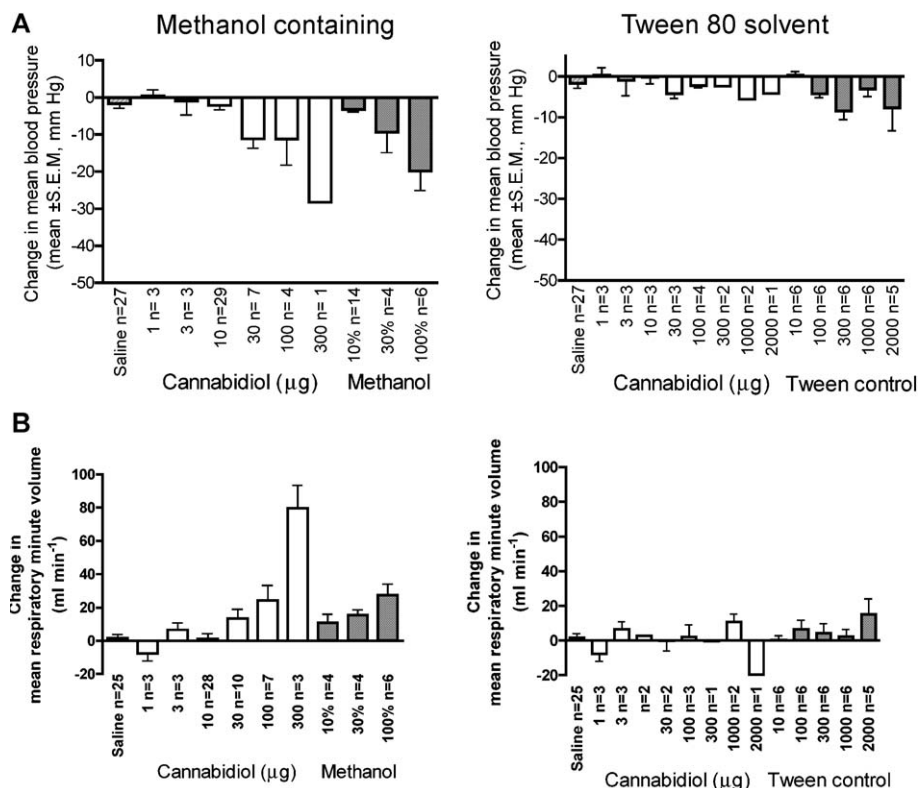 A
Methanol containing
Change in mean blood pressure
(mean ±S.E.M, mm Hg)
10
0
-10
-20
-30
-40
-50
Saline n=27
1 n= 3
3 n= 3
10 n=29
30 n= 7
100 n= 4
300 n= 1
10% n=14
30% n=4
100% n=6
Cannabidiol (µg)
Methanol
Tween 80 solvent
Change in mean blood pressure
(mean ±S.E.M., mm Hg)
0
-10
-20
-30
-40
-50
Saline n=27
1 n=3
3 n=3
10 n=3
30 n=3
100 n=4
300 n=2
1000 n=2
2000 n=1
10 n=6
100 n=6
300 n=6
1000 n=6
2000 n=5
Cannabidiol (µg)
Tween control
B
Change in
mean respiratory minute volume
(ml min⁻¹)
100
80
60
40
20
0
-20
Saline n=25
1 n=3
3 n=3
10 n=28
30 n=10
100 n=7
300 n=3
10% n=4
30% n=4
100% n=6
Cannabidiol (µg)
Methanol
Change in
mean respiratory minute volume
(ml min⁻¹)
100
80
60
40
20
0
-20
Saline n=25
1 n=3
3 n=3
n=2
30 n=2
100 n=3
300 n=1
1000 n=2
2000 n=1
10 n=6
100 n=6
300 n=6
1000 n=6
2000 n=5
Cannabidiol (µg)
Tween control